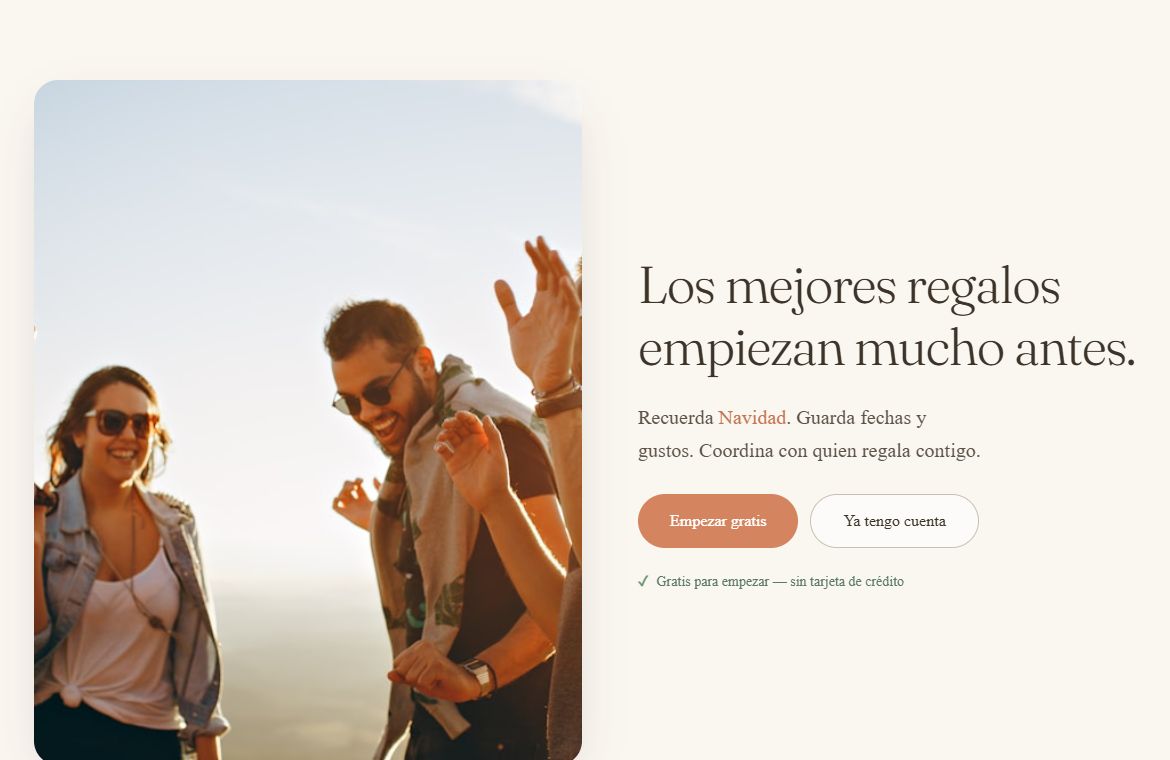 Los mejores regalos
empiezan mucho antes.
Recuerda Navidad. Guarda fechas y
gustos. Coordina con quien regala contigo.
Empezar gratis
Ya tengo cuenta
✓ Gratis para empezar — sin tarjeta de crédito